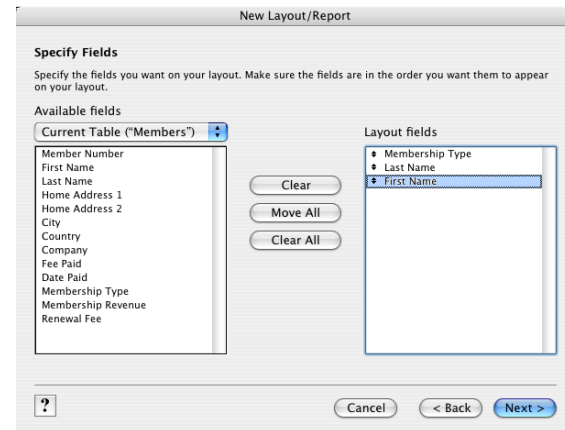 New Layout/Report
Specify Fields
Specify the fields you want on your layout. Make sure the fields are in the order you want them to appear
on your layout.
Available fields
Current Table (“Members”)
Member Number
First Name
Last Name
Home Address 1
Home Address 2
City
Country
Company
Fee Paid
Date Paid
Membership Type
Membership Revenue
Renewal Fee
Clear
Move All
Clear All
Layout fields
Membership Type
Last Name
First Name
?
Cancel
< Back
Next >